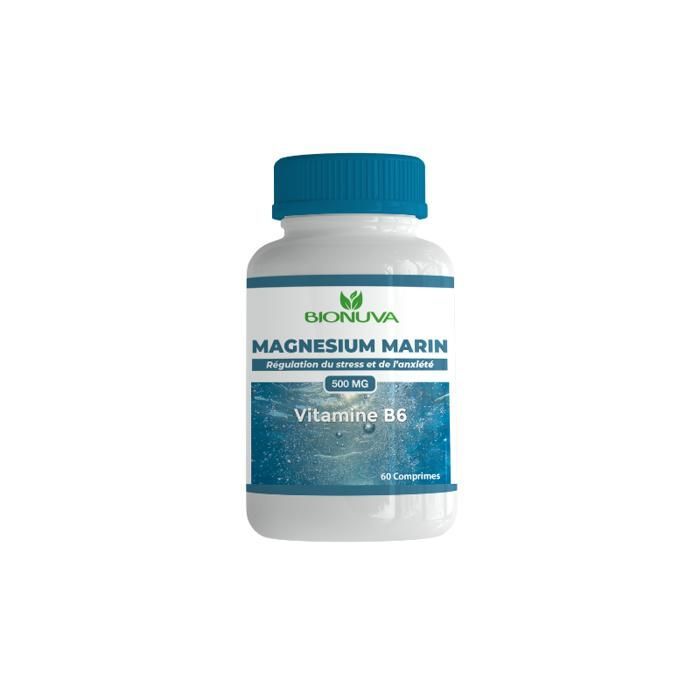 BIONUVA
MAGNESIUM MARIN
Régulation du stress et de l'anxiété
500 MG
Vitamine B6
60 Comprimes